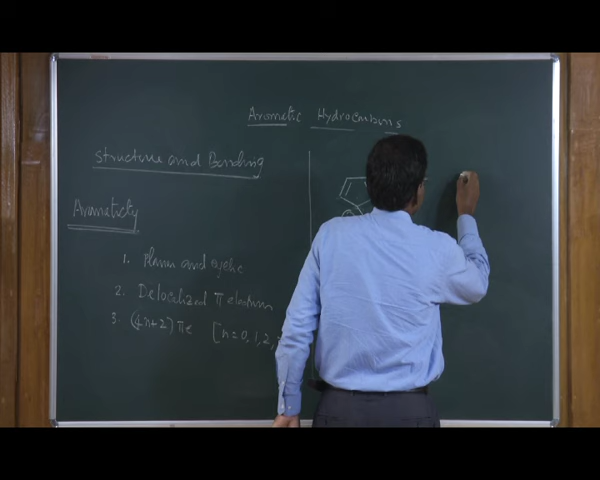 Aromatic Hydrocarbons
Structure and Bonding
Aromaticity
1. Planar and cyclic
2. Delocalized π electrons
3. (4n+2) πe [n=0, 1, 2,